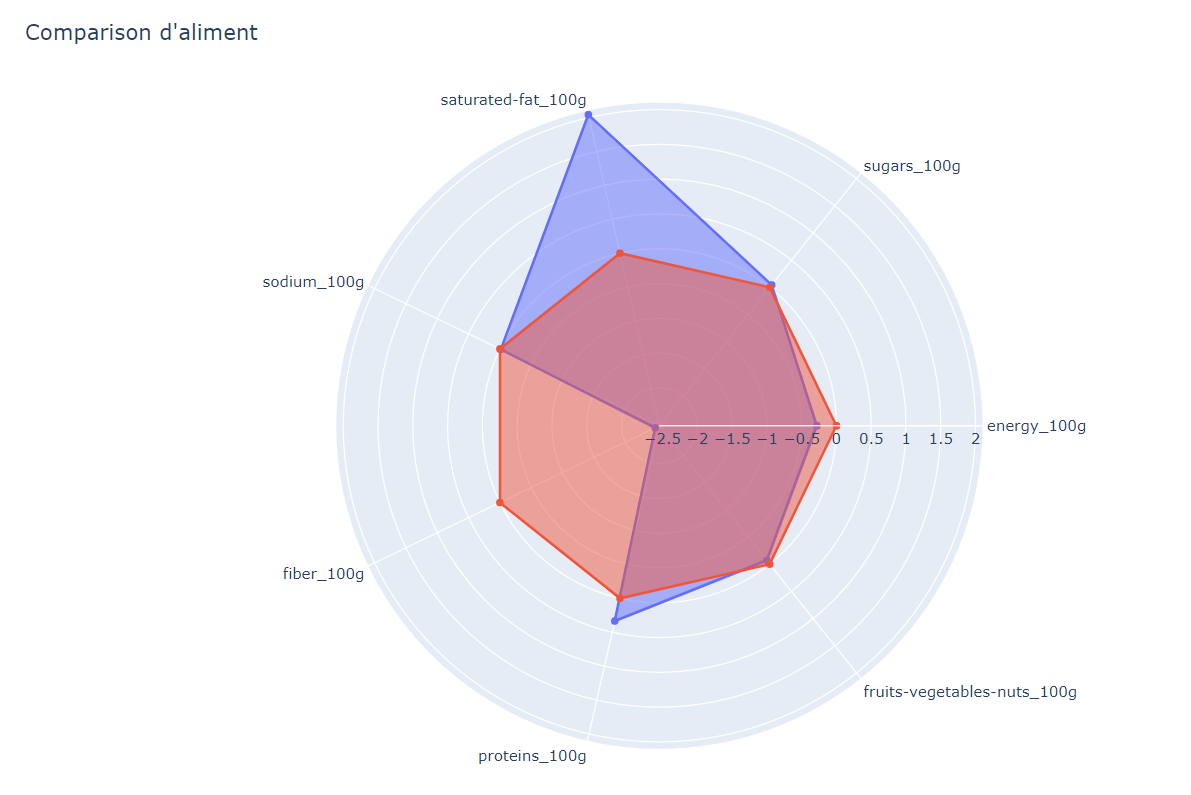 Comparison d'aliment
saturated-fat_100g
sugars_100g
sodium_100g
energy_100g
−2.5 −2 −1.5 −1 −0.5 0 0.5 1 1.5 2
fiber_100g
fruits-vegetables-nuts_100g
proteins_100g